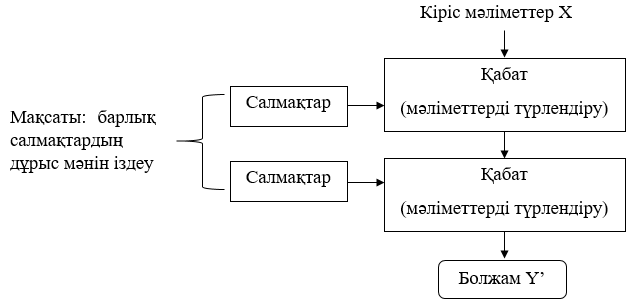 Кіріс мәліметтер X
Қабат
(мәліметтерді түрлендіру)
Салмақтар
Мақсаты: барлық
салмақтардың
дұрыс мәнін іздеу
Салмақтар
Қабат
(мәліметтерді түрлендіру)
Болжам Y’